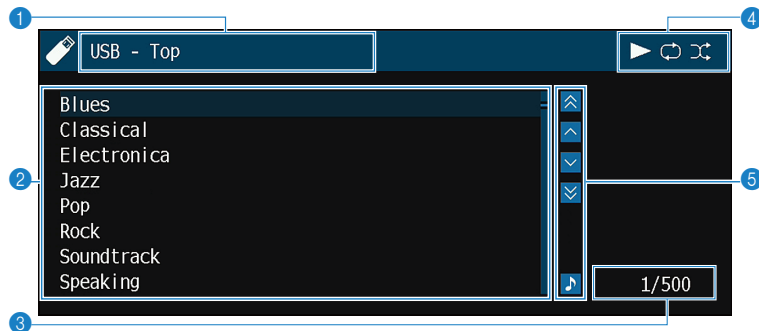 1
4
USB - Top
2
Blues
Classical
Electronica
Jazz
Pop
Rock
Soundtrack
Speaking
5
1/500
3